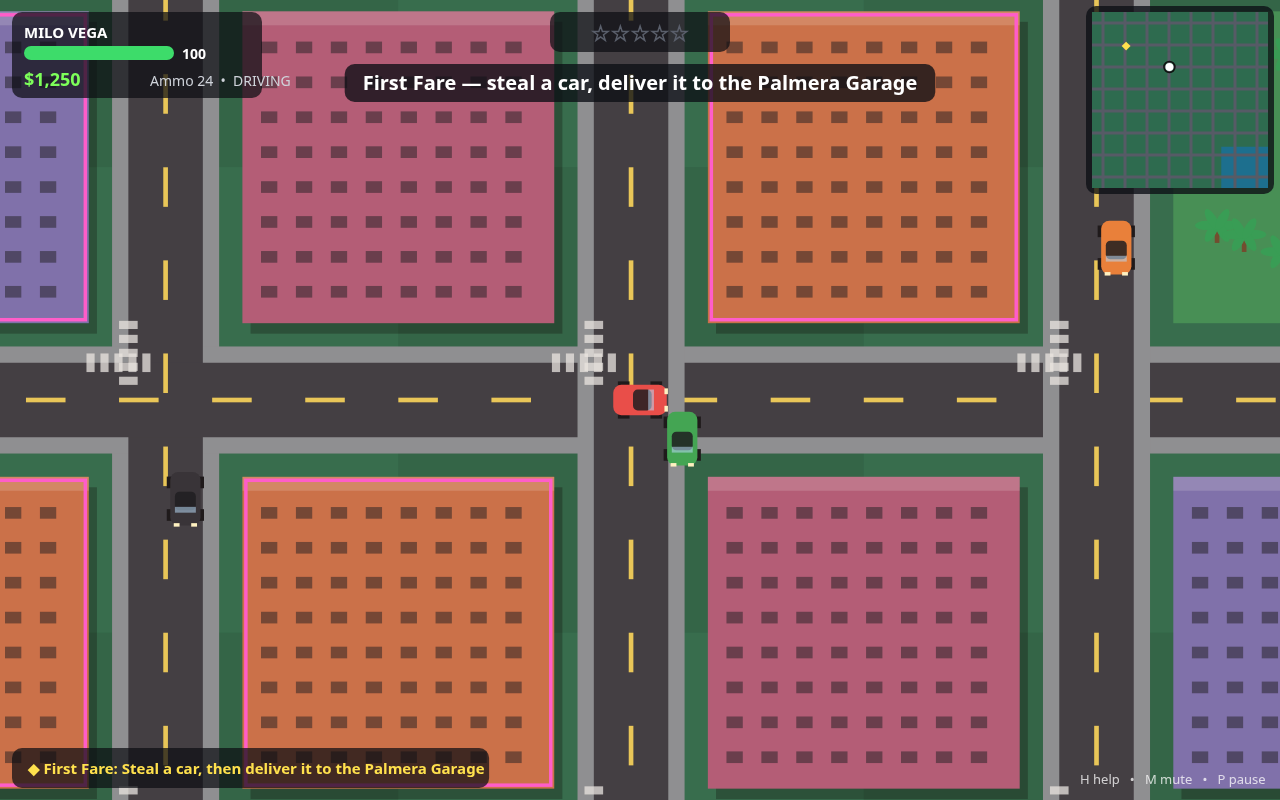 MILO VEGA
100
$1,250
Ammo 24 • DRIVING
☆☆☆☆☆
First Fare — steal a car, deliver it to the Palmera Garage
◆ First Fare: Steal a car, then deliver it to the Palmera Garage
H help • M mute • P pause